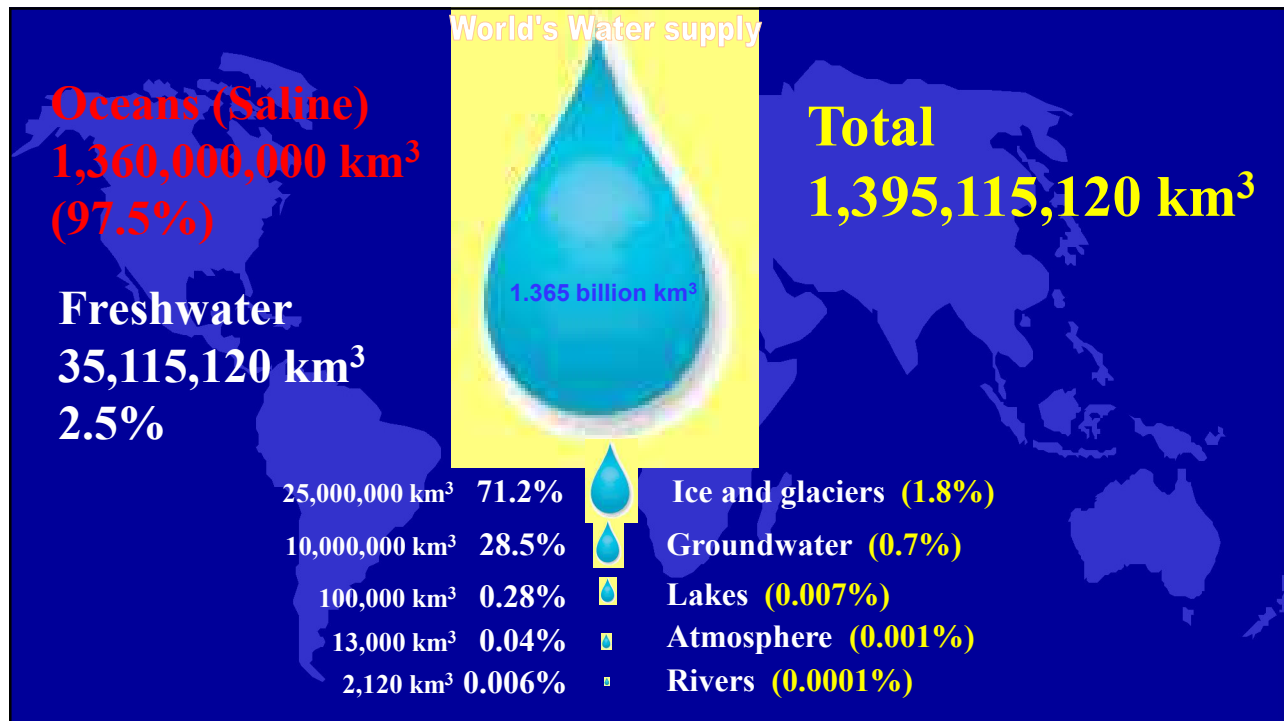 World's Water supply
Oceans (Saline)
1,360,000,000 km³
(97.5%)
Freshwater
35,115,120 km³
2.5%
1.365 billion km³
Total
1,395,115,120 km³
25,000,000 km³ 71.2% Ice and glaciers (1.8%)
10,000,000 km³ 28.5% Groundwater (0.7%)
100,000 km³ 0.28% Lakes (0.007%)
13,000 km³ 0.04% Atmosphere (0.001%)
2,120 km³ 0.006% Rivers (0.0001%)